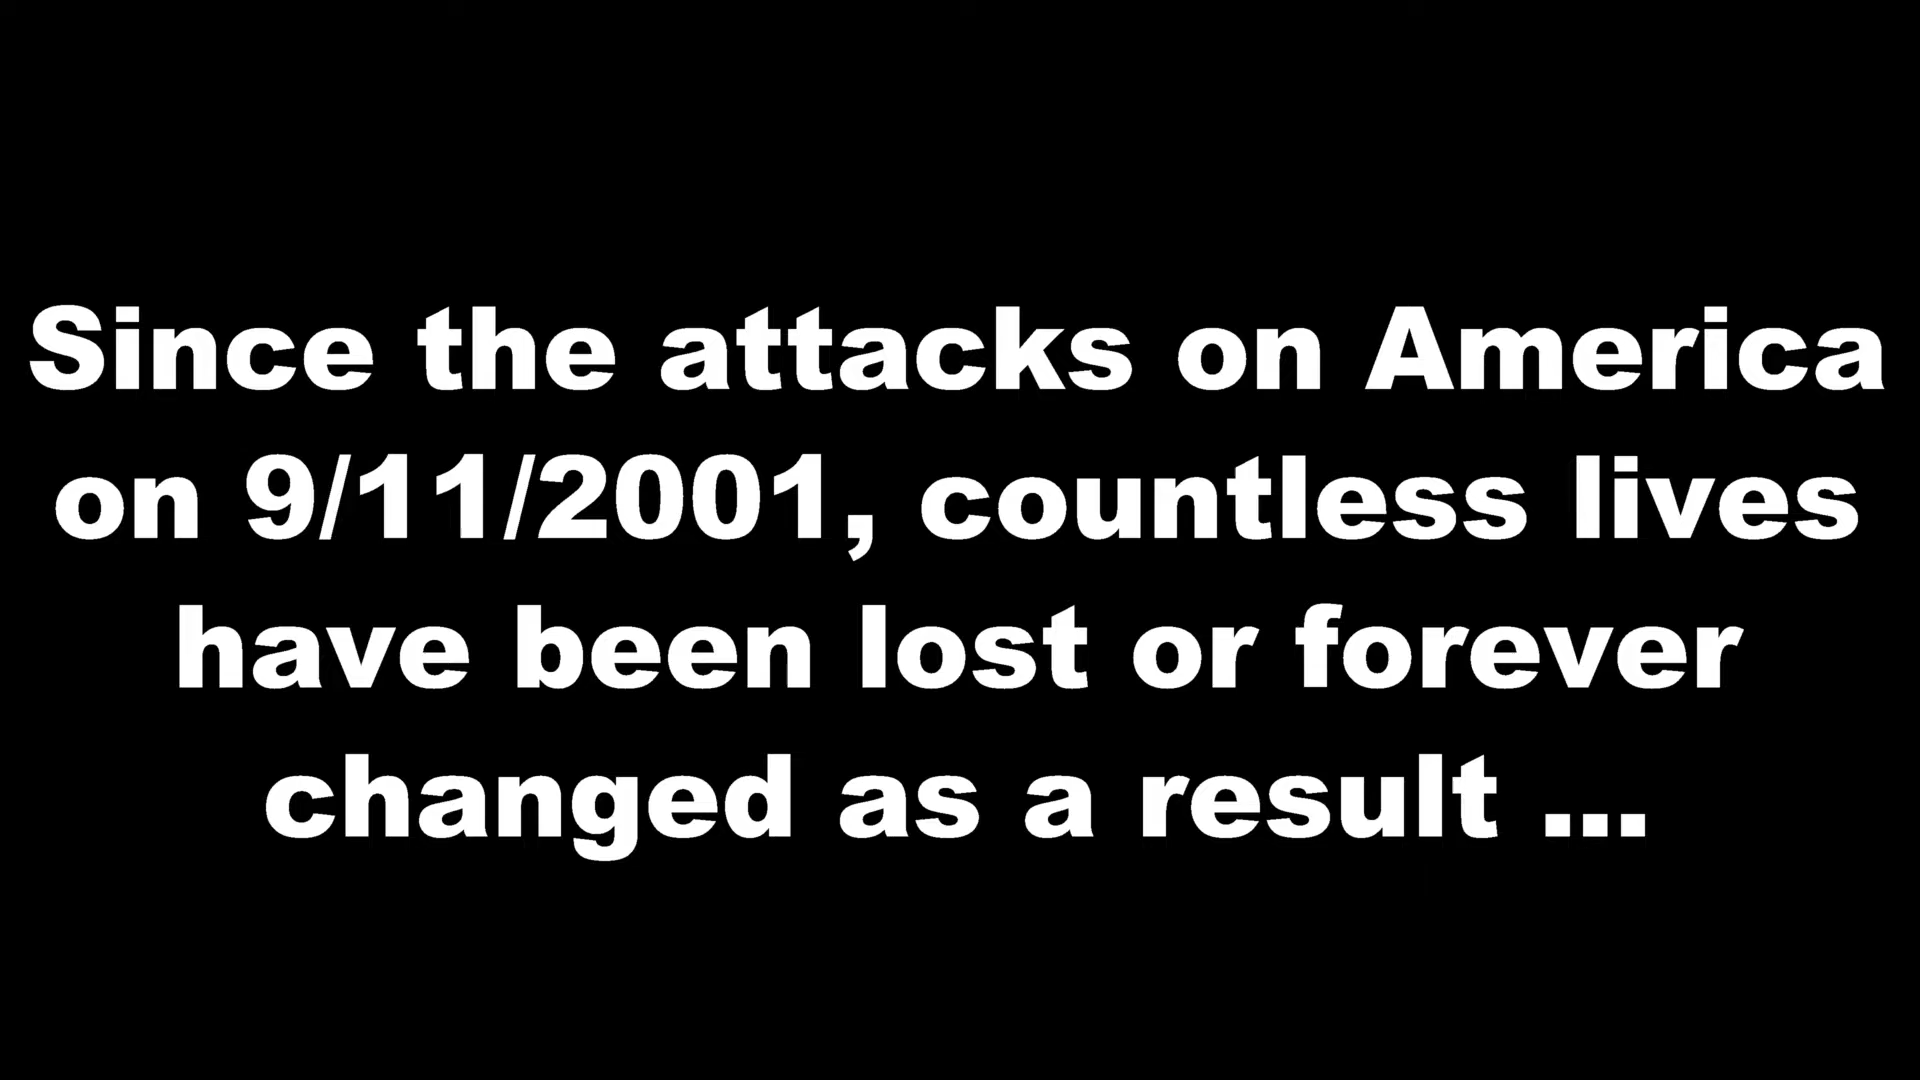 Since the attacks on America
on 9/11/2001, countless lives
have been lost or forever
changed as a result ...